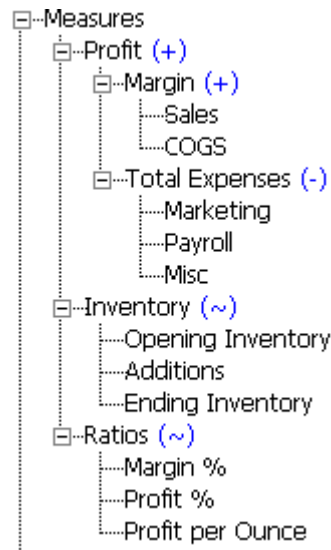 Measures
Profit (+)
Margin (+)
Sales
COGS
Total Expenses (-)
Marketing
Payroll
Misc
Inventory (~)
Opening Inventory
Additions
Ending Inventory
Ratios (~)
Margin %
Profit %
Profit per Ounce